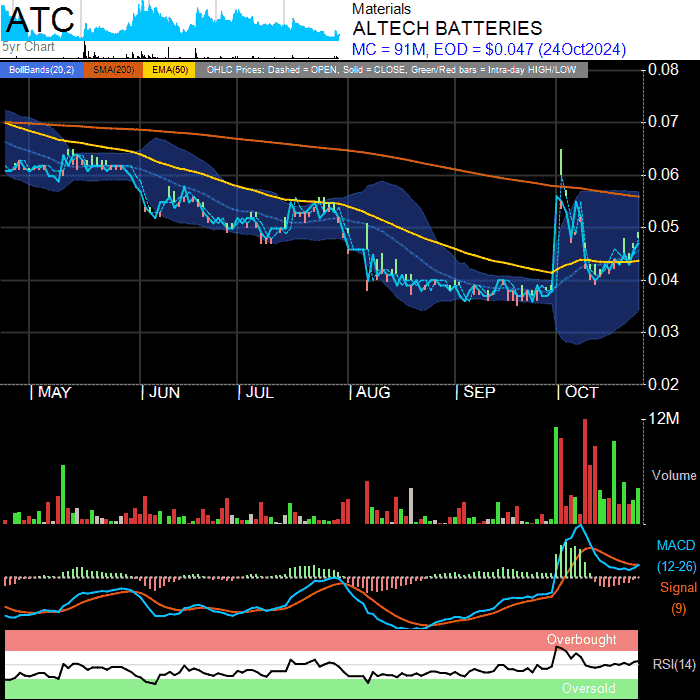 ATC
5yr Chart
Materials
ALTECH BATTERIES
MC = 91M, EOD = $0.047 (24Oct2024)
BollBands(20,2) SMA(200) EMA(50) OHLC Prices: Dashed = OPEN, Solid = CLOSE, Green/Red bars = Intra-day HIGH/LOW
0.08
0.07
0.06
0.05
0.04
0.03
0.02
| MAY | JUN | JUL | AUG | SEP | OCT
12M
Volume
MACD
(12-26)
Signal
(9)
Overbought
RSI(14)
Oversold